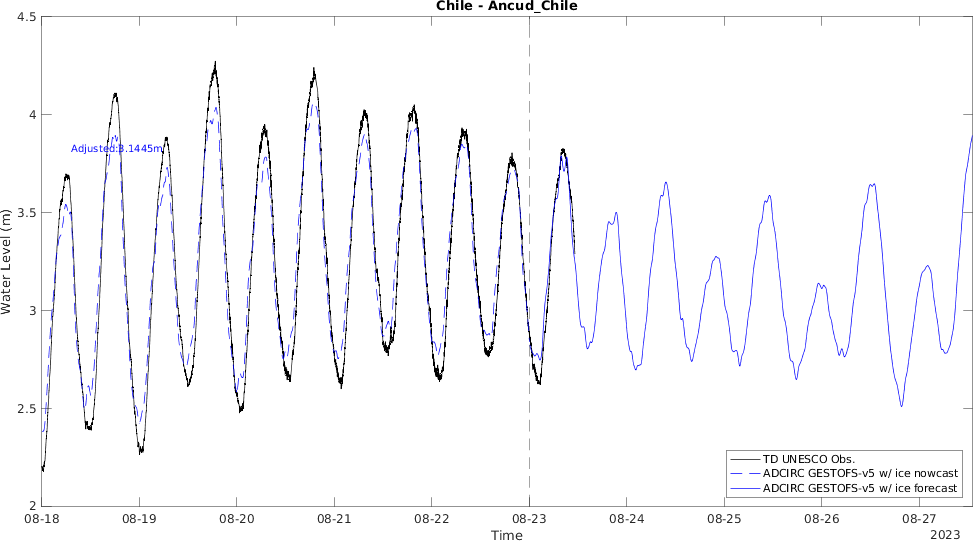 Chile - Ancud_Chile
4.5
4
3.5
3
2.5
2
Water Level (m)
Adjusted:3.1445m
TD UNESCO Obs.
ADCIRC GESTOFS-v5 w/ ice nowcast
ADCIRC GESTOFS-v5 w/ ice forecast
08-18 08-19 08-20 08-21 08-22 08-23 08-24 08-25 08-26 08-27
Time
2023